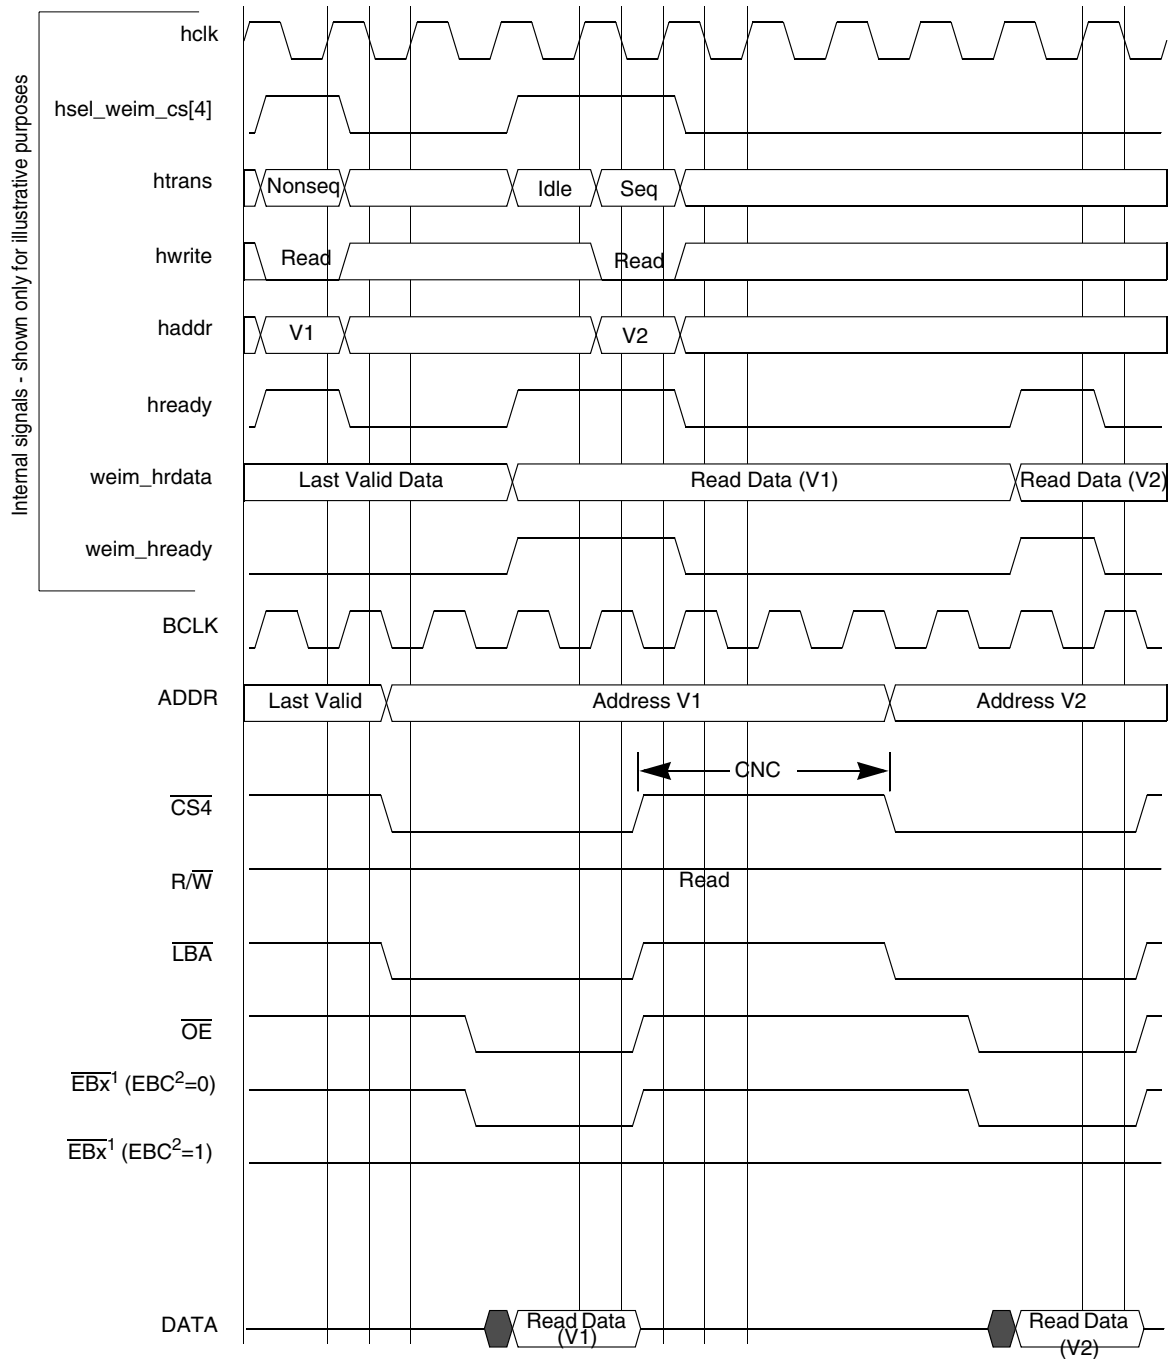 Internal signals - shown only for illustrative purposes
hclk
hsel_weim_cs[4]
htrans Nonseq Idle Seq
hwrite Read Read
haddr V1 V2
hready
weim_hrdata Last Valid Data Read Data (V1) Read Data (V2)
weim_hready
BCLK
ADDR Last Valid Address V1 Address V2
CNC
CS4
R/W Read
LBA
OE
EBx1 (EBC2=0)
EBx1 (EBC2=1)
DATA Read Data (V1) Read Data (V2)